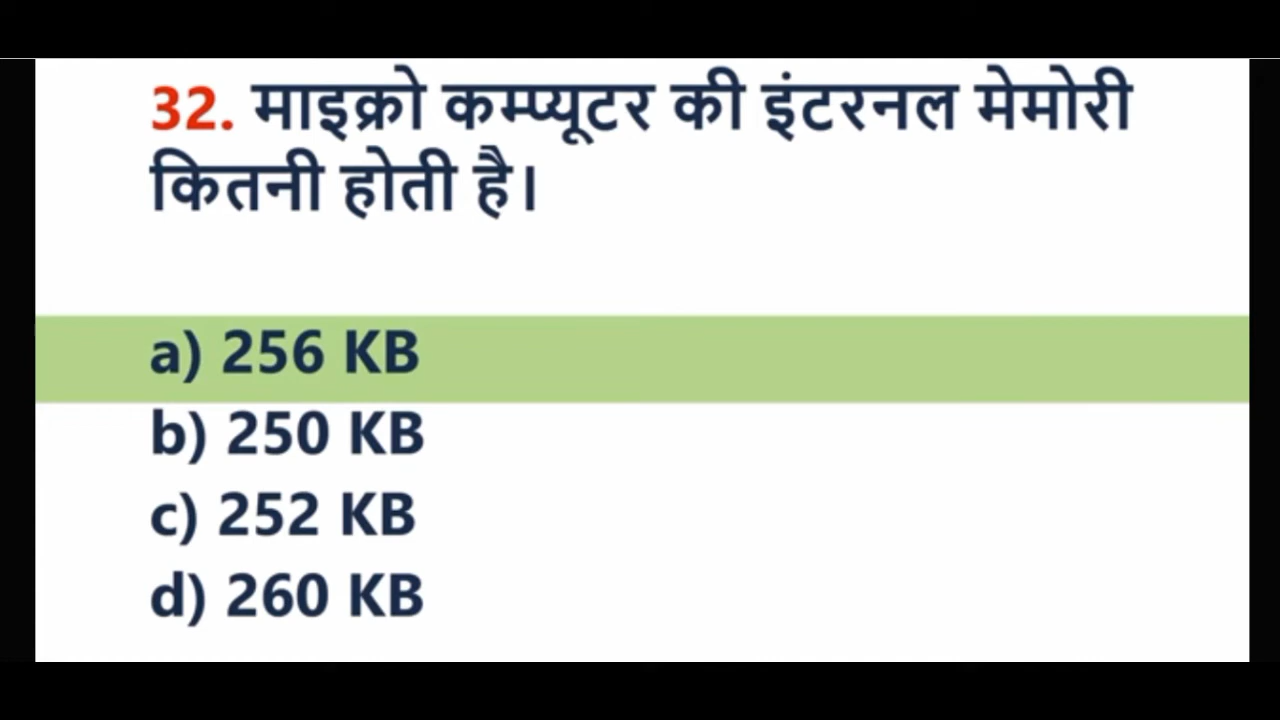 32. माइक्रो कम्प्यूटर की इंटरनल मेमोरी
कितनी होती है।
a) 256 KB
b) 250 KB
c) 252 KB
d) 260 KB